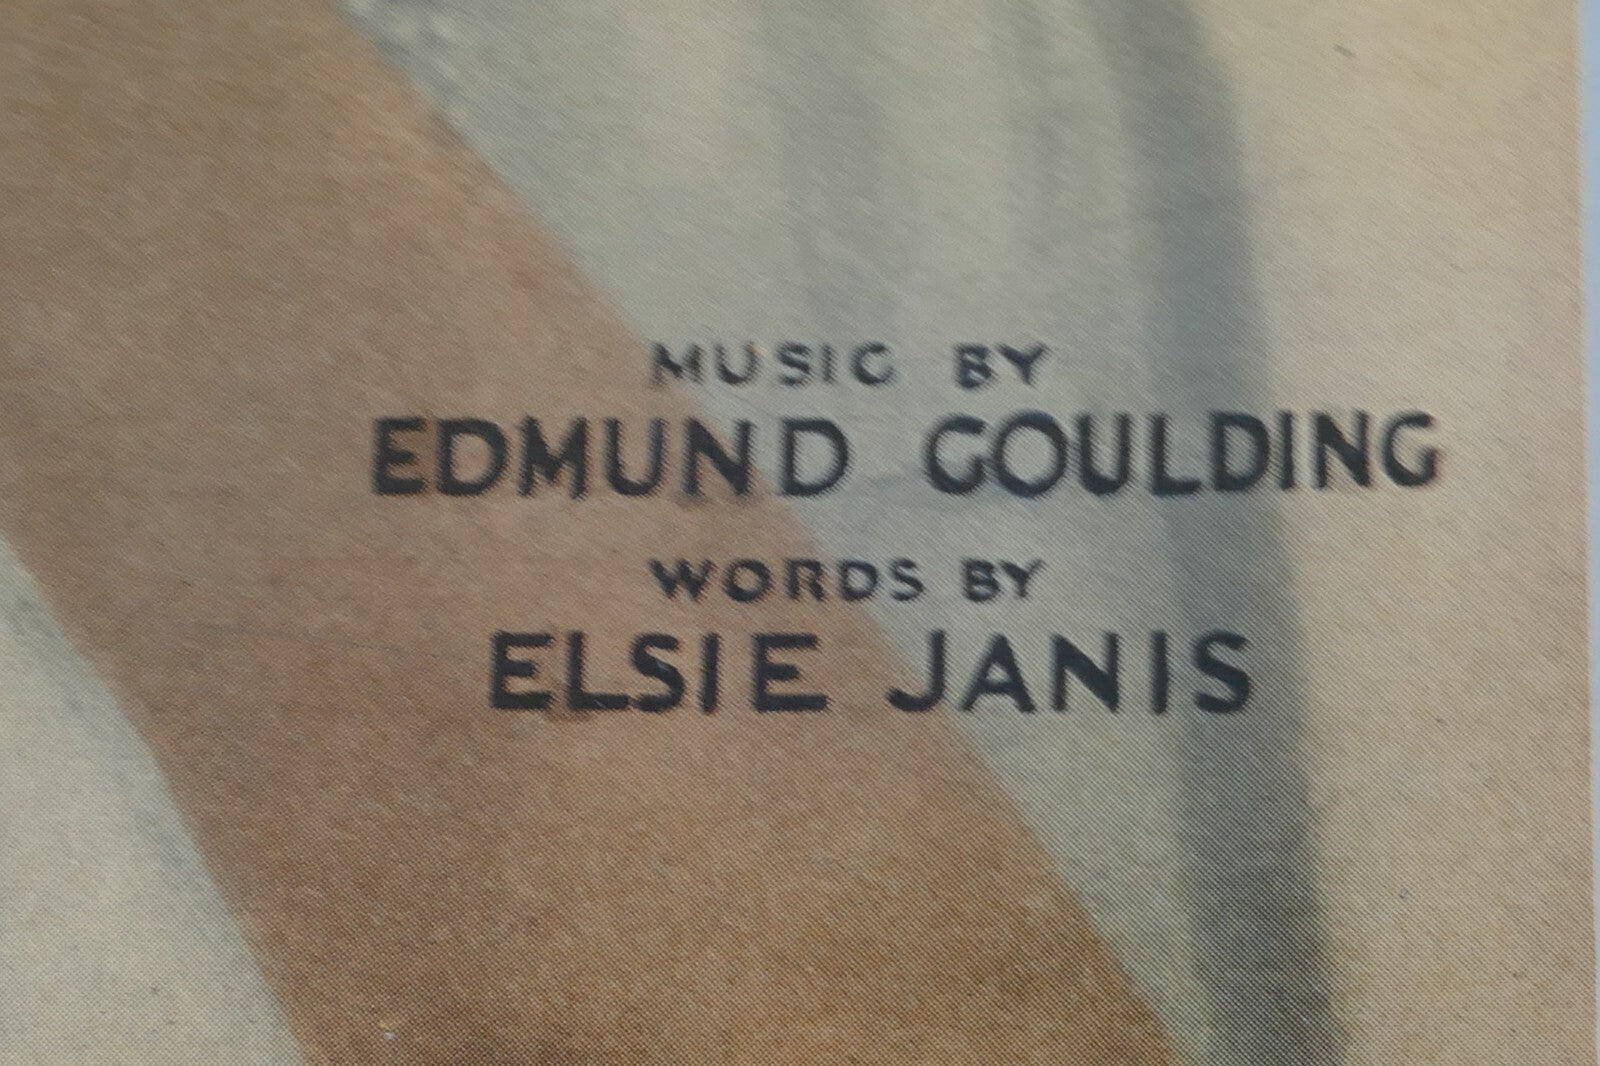 MUSIC BY
EDMUND GOULDING
WORDS BY
ELSIE JANIS